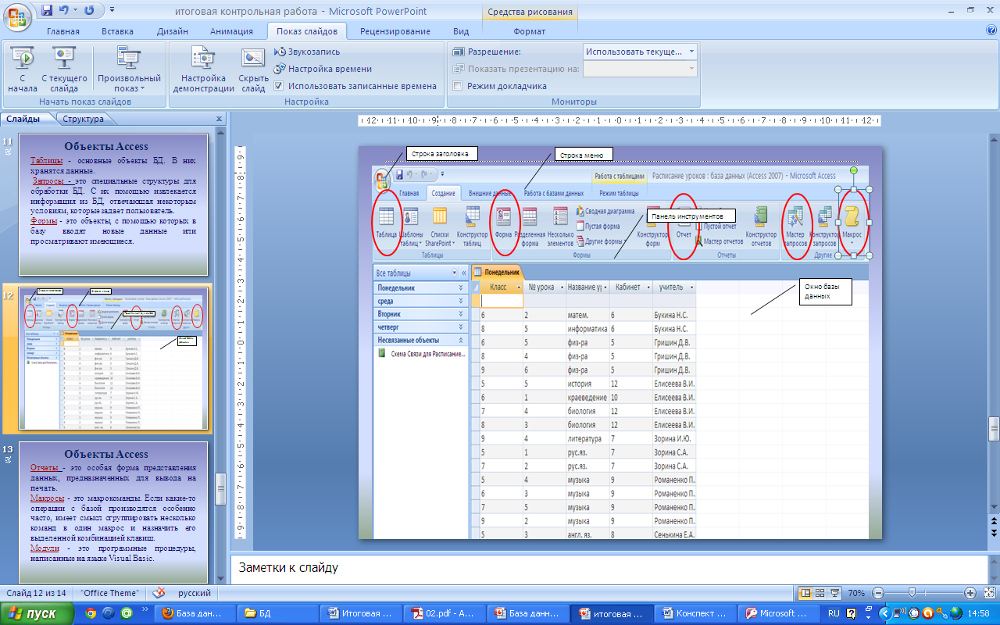 итоговая контрольная работа - Microsoft PowerPoint
Средства рисования
Главная Вставка Дизайн Анимация Показ слайдов Рецензирование Вид Формат
С начала
С текущего слайда
Произвольный показ
Начать показ слайдов
Настройка демонстрации
Скрыть слайд
Звукозапись
Настройка времени
Использовать записанные времена
Настройка
Разрешение: Использовать текуще...
Показать презентацию на:
Режим докладчика
Мониторы
Слайды Структура
11
Объекты Access
Таблицы - основные объекты БД. В них
хранятся данные.
Запросы - это специальные структуры для
обработки БД. С их помощью извлекается
информация из БД, отвечающая некоторым
условиям, которые задает пользователь.
Формы - это объекты, с помощью которых в
базу вводят новые данные или
просматривают имеющиеся.
12
13
Объекты Access
Отчеты - это особая форма представления
данных, предназначенных для вывода на
печать.
Макросы - это макрокоманды. Если какие-то
операции с базой производятся особенно
часто, имеет смысл сгруппировать несколько
команд в один макрос и назначить его
выделенной комбинацией клавиш.
Модули - это программные процедуры,
написанные на языке Visual Basic.
Строка заголовка
Строка меню
Работа с таблицами
Расписание уроков : база данных (Access 2007) - Microsoft Access
Главная Создание Внешние данные Работа с базами данных Режим таблицы
Таблица
Шаблоны таблиц
Списки SharePoint
Конструктор таблиц
Таблицы
Форма
Разделенная форма
Несколько элементов
Сводная диаграмма
Пустая форма
Другие формы
Конструктор форм
Формы
Панель инструментов
Отчет
Пустой отчет
Мастер отчетов
Конструктор отчетов
Отчеты
Мастер запросов
Конструктор запросов
Макрос
Другие
Все таблицы
Понедельник
среда
Вторник
четверг
Несвязанные объекты
Схема Связи для Расписание...
Понедельник
Класс № урока Название у Кабинет учитель
6 2 матем. 6 Букина Н.С.
8 5 информатика 6 Букина Н.С.
6 5 физ-ра 5 Гришин Д.В.
8 4 физ-ра 5 Гришин Д.В.
9 6 физ-ра 5 Гришин Д.В.
5 5 история 12 Елисеева В.И.
6 1 краеведение 10 Елисеева В.И.
7 4 биология 12 Елисеева В.И.
8 3 биология 12 Елисеева В.И.
9 4 литература 7 Зорина И.Ю.
5 1 рус.яз. 7 Зорина С.А.
7 2 рус.яз. 7 Зорина С.А.
5 4 музыка 9 Романенко П.
6 3 музыка 9 Романенко П.
7 5 музыка 9 Романенко П.
9 2 музыка 9 Романенко П.
5 3 англ. яз. 8 Сенькина Е.А.
Окно базы
данных
Заметки к слайду
Слайд 12 из 14 "Office Theme" русский 70%
пуск База дан... БД Итоговая ... 02.pdf - A... База данн... итоговая ... Конспект ... Microsoft ... RU 14:58